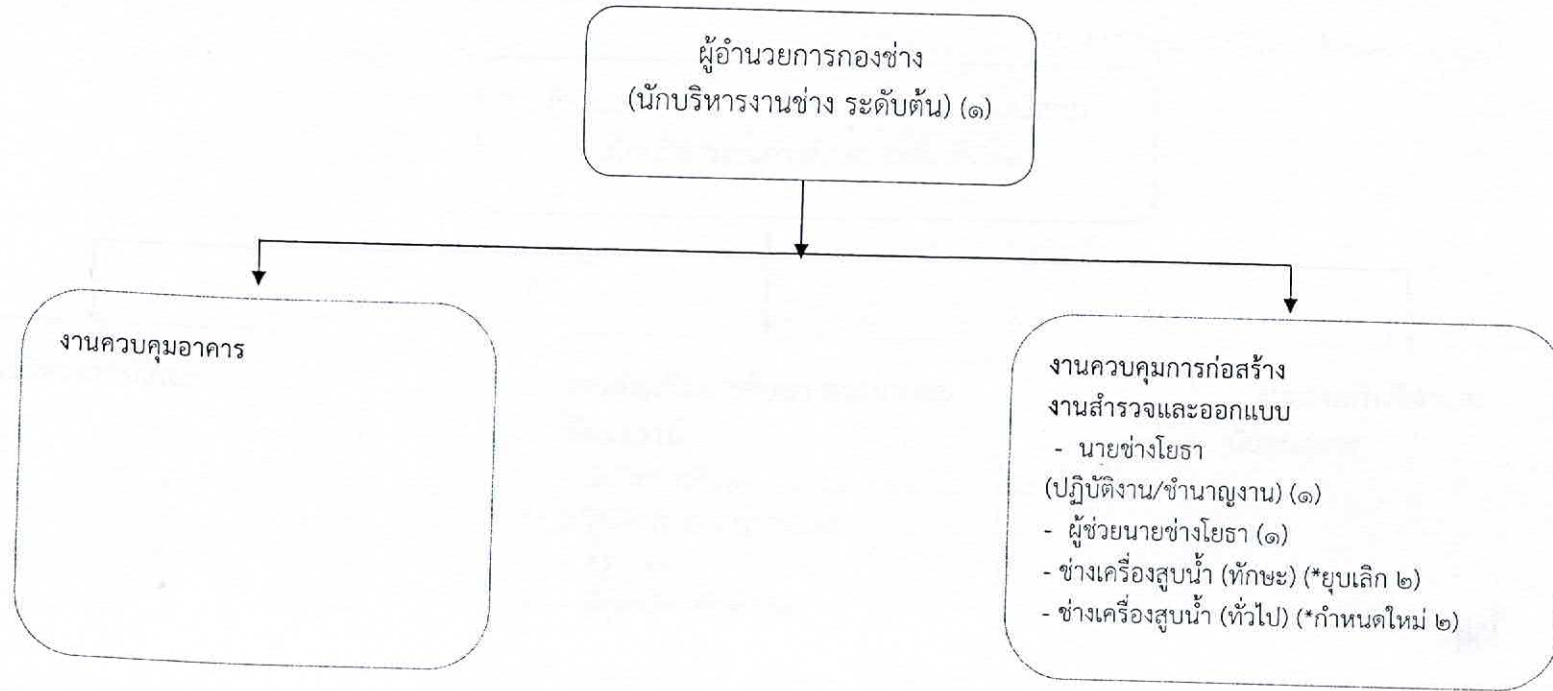 ผู้อำนวยการกองช่าง
(นักบริหารงานช่าง ระดับต้น) (๑)
งานควบคุมอาคาร
งานควบคุมการก่อสร้าง
งานสำรวจและออกแบบ
- นายช่างโยธา
(ปฏิบัติงาน/ชำนาญงาน) (๑)
- ผู้ช่วยนายช่างโยธา (๑)
- ช่างเครื่องสูบน้ำ (ทักษะ) (*ยุบเลิก ๒)
- ช่างเครื่องสูบน้ำ (ทั่วไป) (*กำหนดใหม่ ๒)